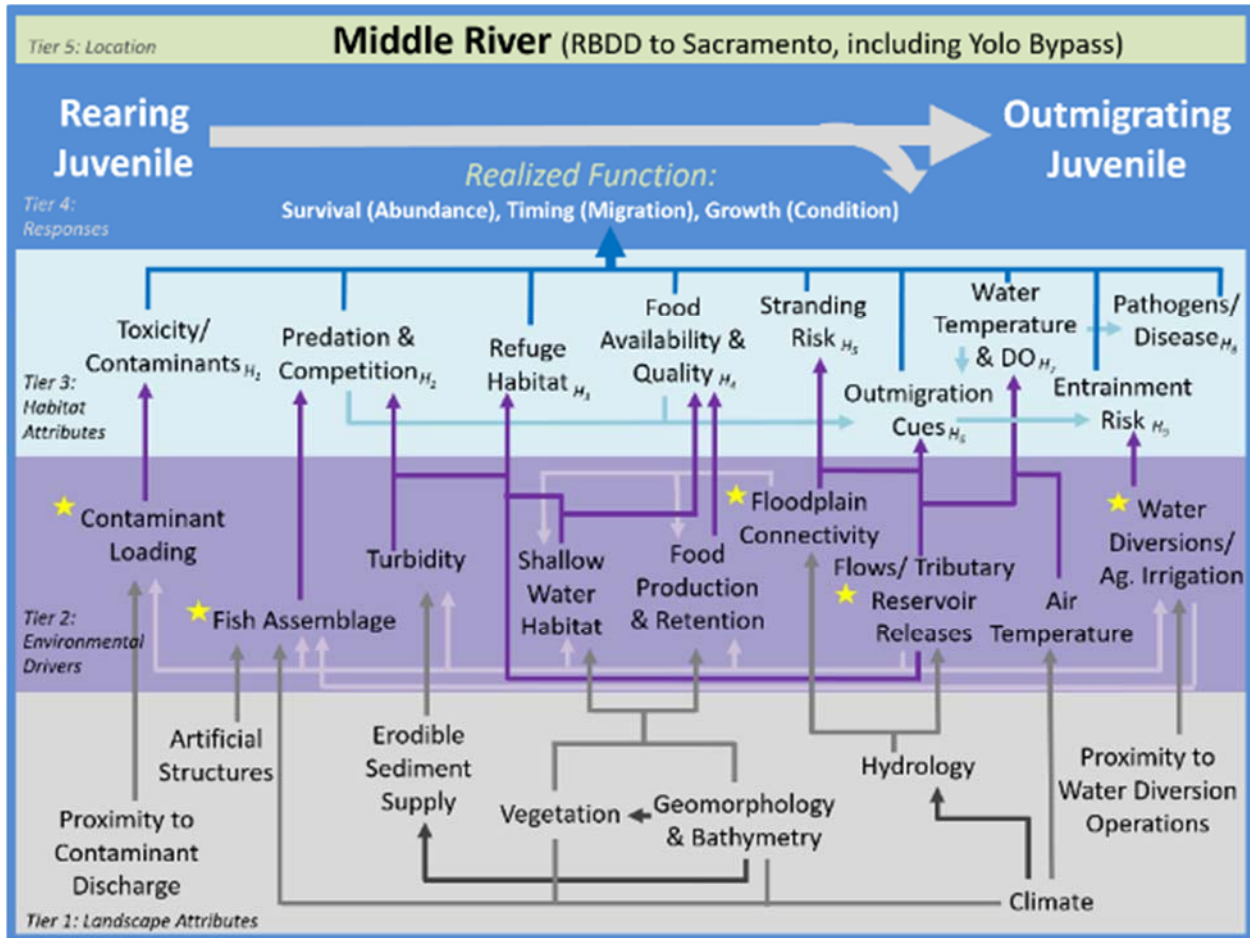 Tier 5: Location
Middle River (RBDD to Sacramento, including Yolo Bypass)
Rearing
Juvenile
Outmigrating
Juvenile
Realized Function:
Tier 4:
Responses
Survival (Abundance), Timing (Migration), Growth (Condition)
Toxicity/
Contaminants H1
Predation &
Competition H2
Refuge
Habitat H3
Food
Availability &
Quality H4
Stranding
Risk H5
Water
Temperature
& DO H7
Pathogens/
Disease H8
Tier 3:
Habitat
Attributes
Outmigration
Cues H6
Entrainment
Risk H9
Contaminant
Loading
Fish Assemblage
Turbidity
Shallow
Water
Habitat
Food
Production
& Retention
Floodplain
Connectivity
Flows/ Tributary
Reservoir
Releases
Air
Temperature
Water
Diversions/
Ag. Irrigation
Tier 2:
Environmental
Drivers
Artificial
Structures
Proximity to
Contaminant
Discharge
Erodible
Sediment
Supply
Vegetation
Geomorphology
& Bathymetry
Hydrology
Proximity to
Water Diversion
Operations
Climate
Tier 1: Landscape Attributes